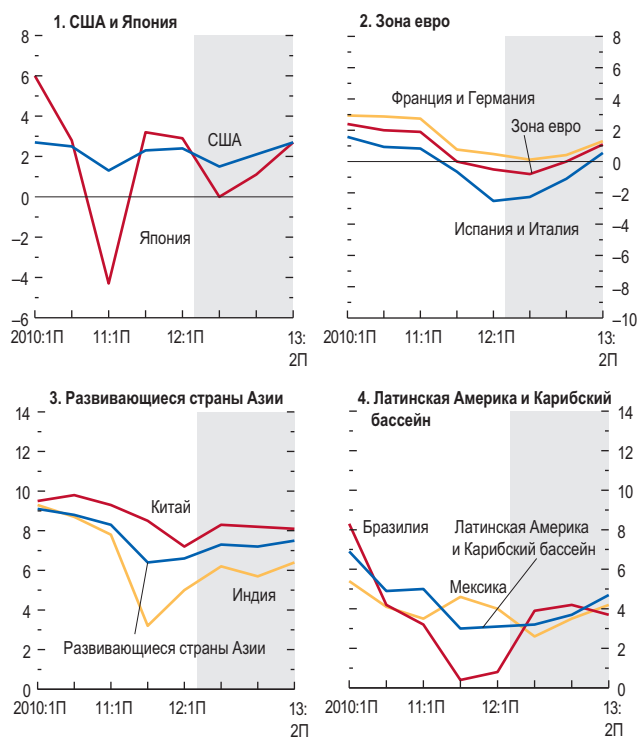 1. США и Япония
8
6
4
2
0
–2
–4
–6
США
Япония
2010:1П 11:1П 12:1П 13:
2П
2. Зона евро
8
6
4
2
0
–2
–4
–6
–8
–10
Франция и Германия
Зона евро
Испания и Италия
2010:1П 11:1П 12:1П 13:
2П
3. Развивающиеся страны Азии
14
12
10
8
6
4
2
0
Китай
Индия
Развивающиеся страны Азии
2010:1П 11:1П 12:1П 13:
2П
4. Латинская Америка и Карибский
бассейн
14
12
10
8
6
4
2
0
Бразилия
Латинская Америка
и Карибский бассейн
Мексика
2010:1П 11:1П 12:1П 13:
2П